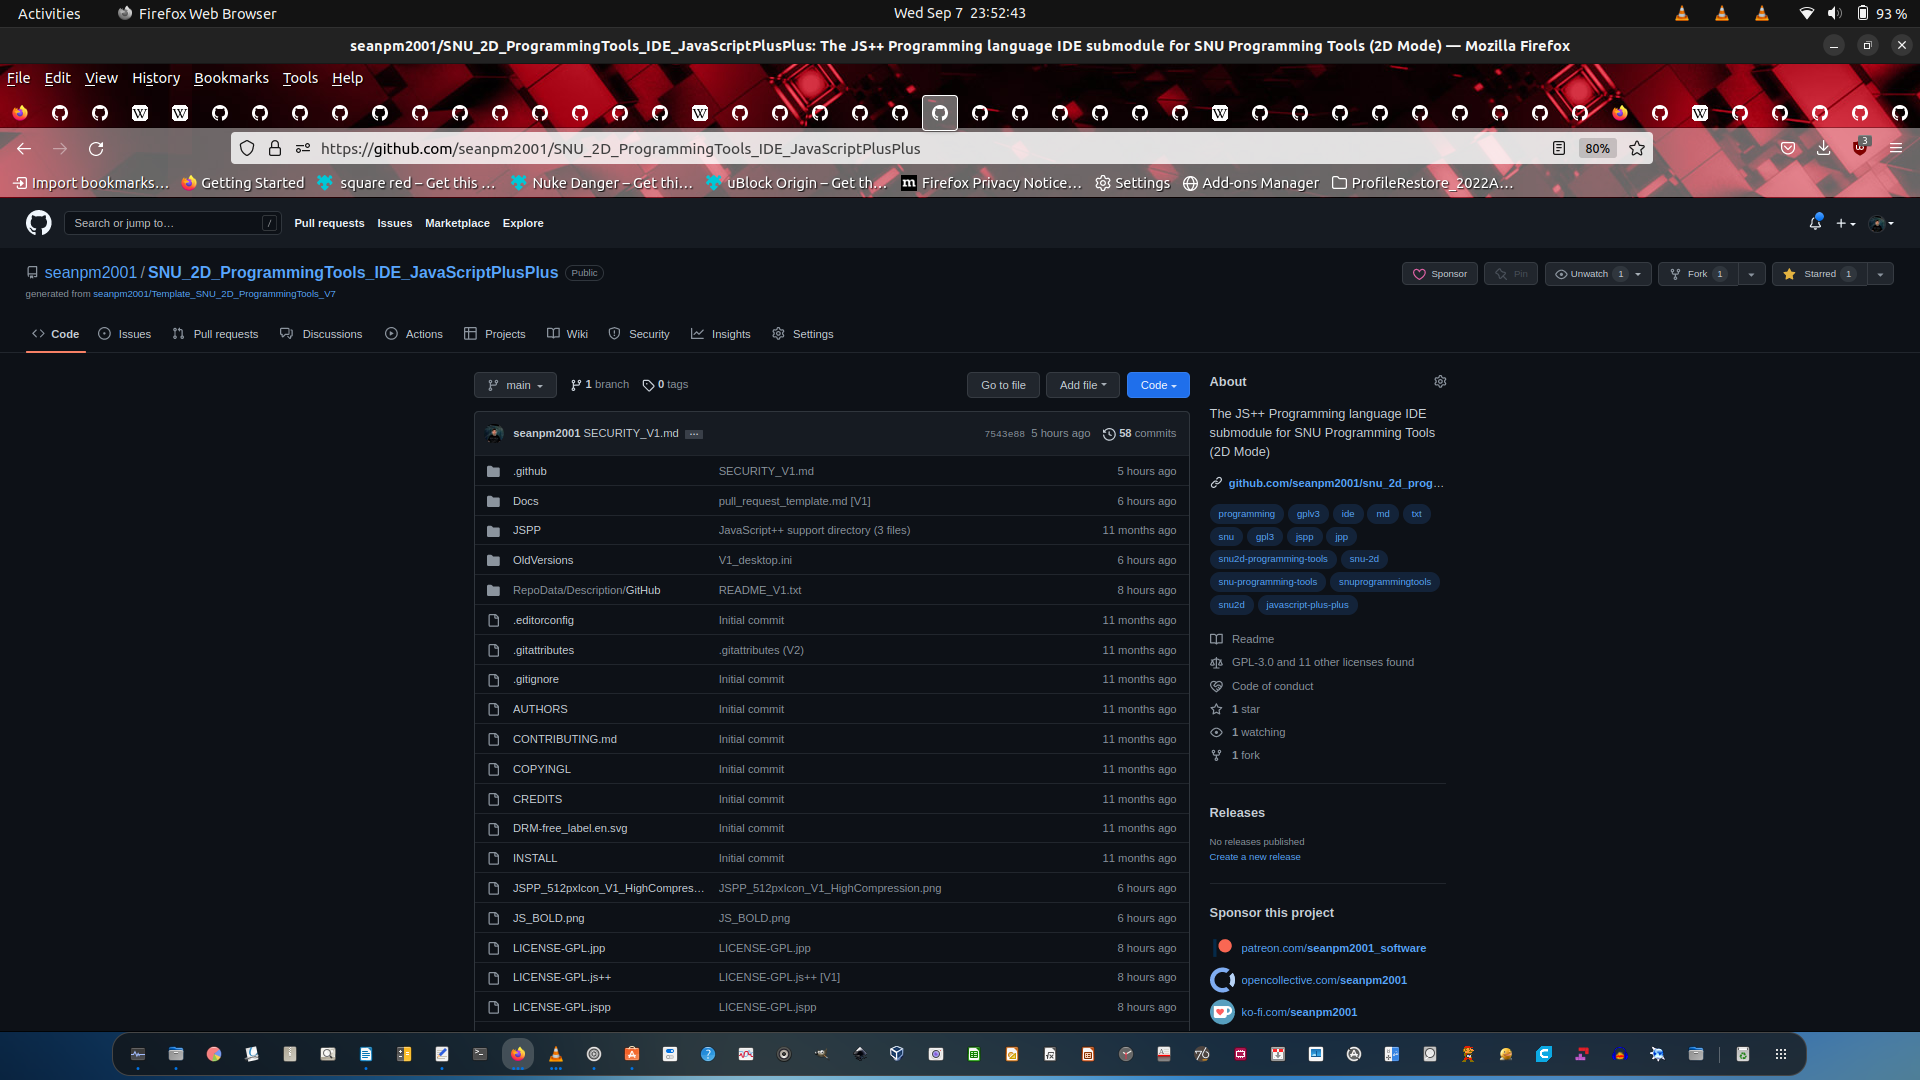 Activities
Firefox Web Browser
Wed Sep 7 23:52:43
93 %
seanpm2001/SNU_2D_ProgrammingTools_IDE_JavaScriptPlusPlus: The JS++ Programming language IDE submodule for SNU Programming Tools (2D Mode) — Mozilla Firefox
File Edit View History Bookmarks Tools Help
https://github.com/seanpm2001/SNU_2D_ProgrammingTools_IDE_JavaScriptPlusPlus
80%
3
Import bookmarks… Getting Started square red – Get this … Nuke Danger – Get thi… uBlock Origin – Get th… Firefox Privacy Notice… Settings Add-ons Manager ProfileRestore_2022A…
Search or jump to… /
Pull requests Issues Marketplace Explore
seanpm2001 / SNU_2D_ProgrammingTools_IDE_JavaScriptPlusPlus Public
generated from seanpm2001/Template_SNU_2D_ProgrammingTools_V7
Sponsor Pin Unwatch 1 Fork 1 Starred 1
Code Issues Pull requests Discussions Actions Projects Wiki Security Insights Settings
main 1 branch 0 tags Go to file Add file Code
seanpm2001 SECURITY_V1.md ... 7543e88 5 hours ago 58 commits
.github SECURITY_V1.md 5 hours ago
Docs pull_request_template.md [V1] 6 hours ago
JSPP JavaScript++ support directory (3 files) 11 months ago
OldVersions V1_desktop.ini 6 hours ago
RepoData/Description/GitHub README_V1.txt 8 hours ago
.editorconfig Initial commit 11 months ago
.gitattributes .gitattributes (V2) 11 months ago
.gitignore Initial commit 11 months ago
AUTHORS Initial commit 11 months ago
CONTRIBUTING.md Initial commit 11 months ago
COPYINGL Initial commit 11 months ago
CREDITS Initial commit 11 months ago
DRM-free_label.en.svg Initial commit 11 months ago
INSTALL Initial commit 11 months ago
JSPP_512pxIcon_V1_HighCompres… JSPP_512pxIcon_V1_HighCompression.png 6 hours ago
JS_BOLD.png JS_BOLD.png 6 hours ago
LICENSE-GPL.jpp LICENSE-GPL.jpp 8 hours ago
LICENSE-GPL.js++ LICENSE-GPL.js++ [V1] 8 hours ago
LICENSE-GPL.jspp LICENSE-GPL.jspp 8 hours ago
About
The JS++ Programming language IDE
submodule for SNU Programming Tools
(2D Mode)
github.com/seanpm2001/snu_2d_prog…
programming gplv3 ide md txt
snu gpl3 jspp jpp
snu2d-programming-tools snu-2d
snu-programming-tools snuprogrammingtools
snu2d javascript-plus-plus
Readme
GPL-3.0 and 11 other licenses found
Code of conduct
1 star
1 watching
1 fork
Releases
No releases published
Create a new release
Sponsor this project
patreon.com/seanpm2001_software
opencollective.com/seanpm2001
ko-fi.com/seanpm2001